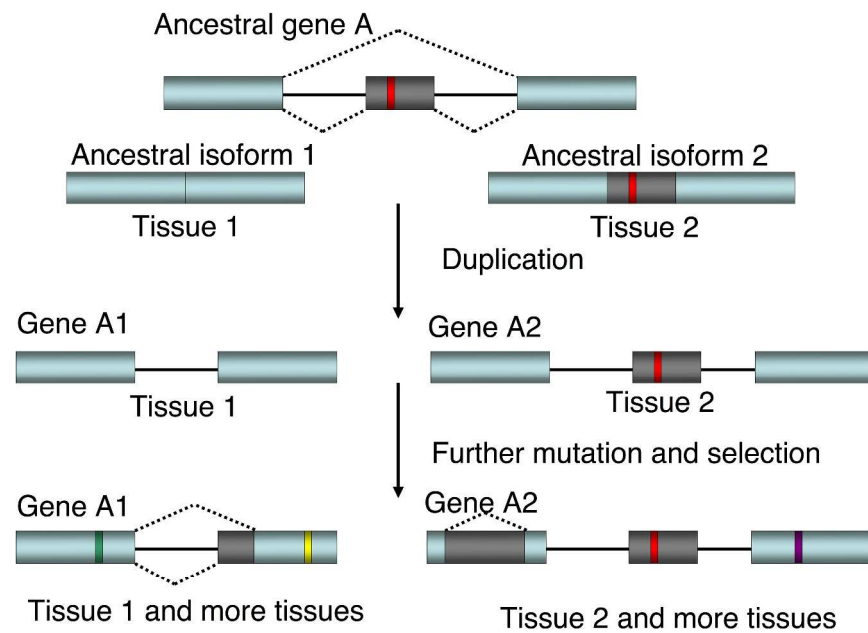 Ancestral gene A
Ancestral isoform 1
Ancestral isoform 2
Tissue 1
Tissue 2
Duplication
Gene A1
Gene A2
Tissue 1
Tissue 2
Further mutation and selection
Gene A1
Gene A2
Tissue 1 and more tissues
Tissue 2 and more tissues